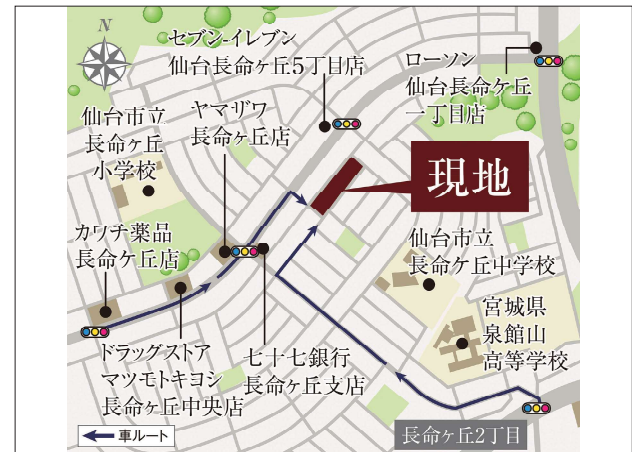 N
セブン-イレブン
仙台長命ヶ丘5丁目店
ローソン
仙台長命ケ丘
一丁目店
仙台市立
長命ヶ丘
小学校
ヤマザワ
長命ヶ丘店
現地
カワチ薬品
長命ケ丘店
仙台市立
長命ヶ丘中学校
宮城県
泉館山
高等学校
ドラッグストア
マツモトキヨシ
長命ヶ丘中央店
七十七銀行
長命ヶ丘支店
車ルート
長命ヶ丘2丁目